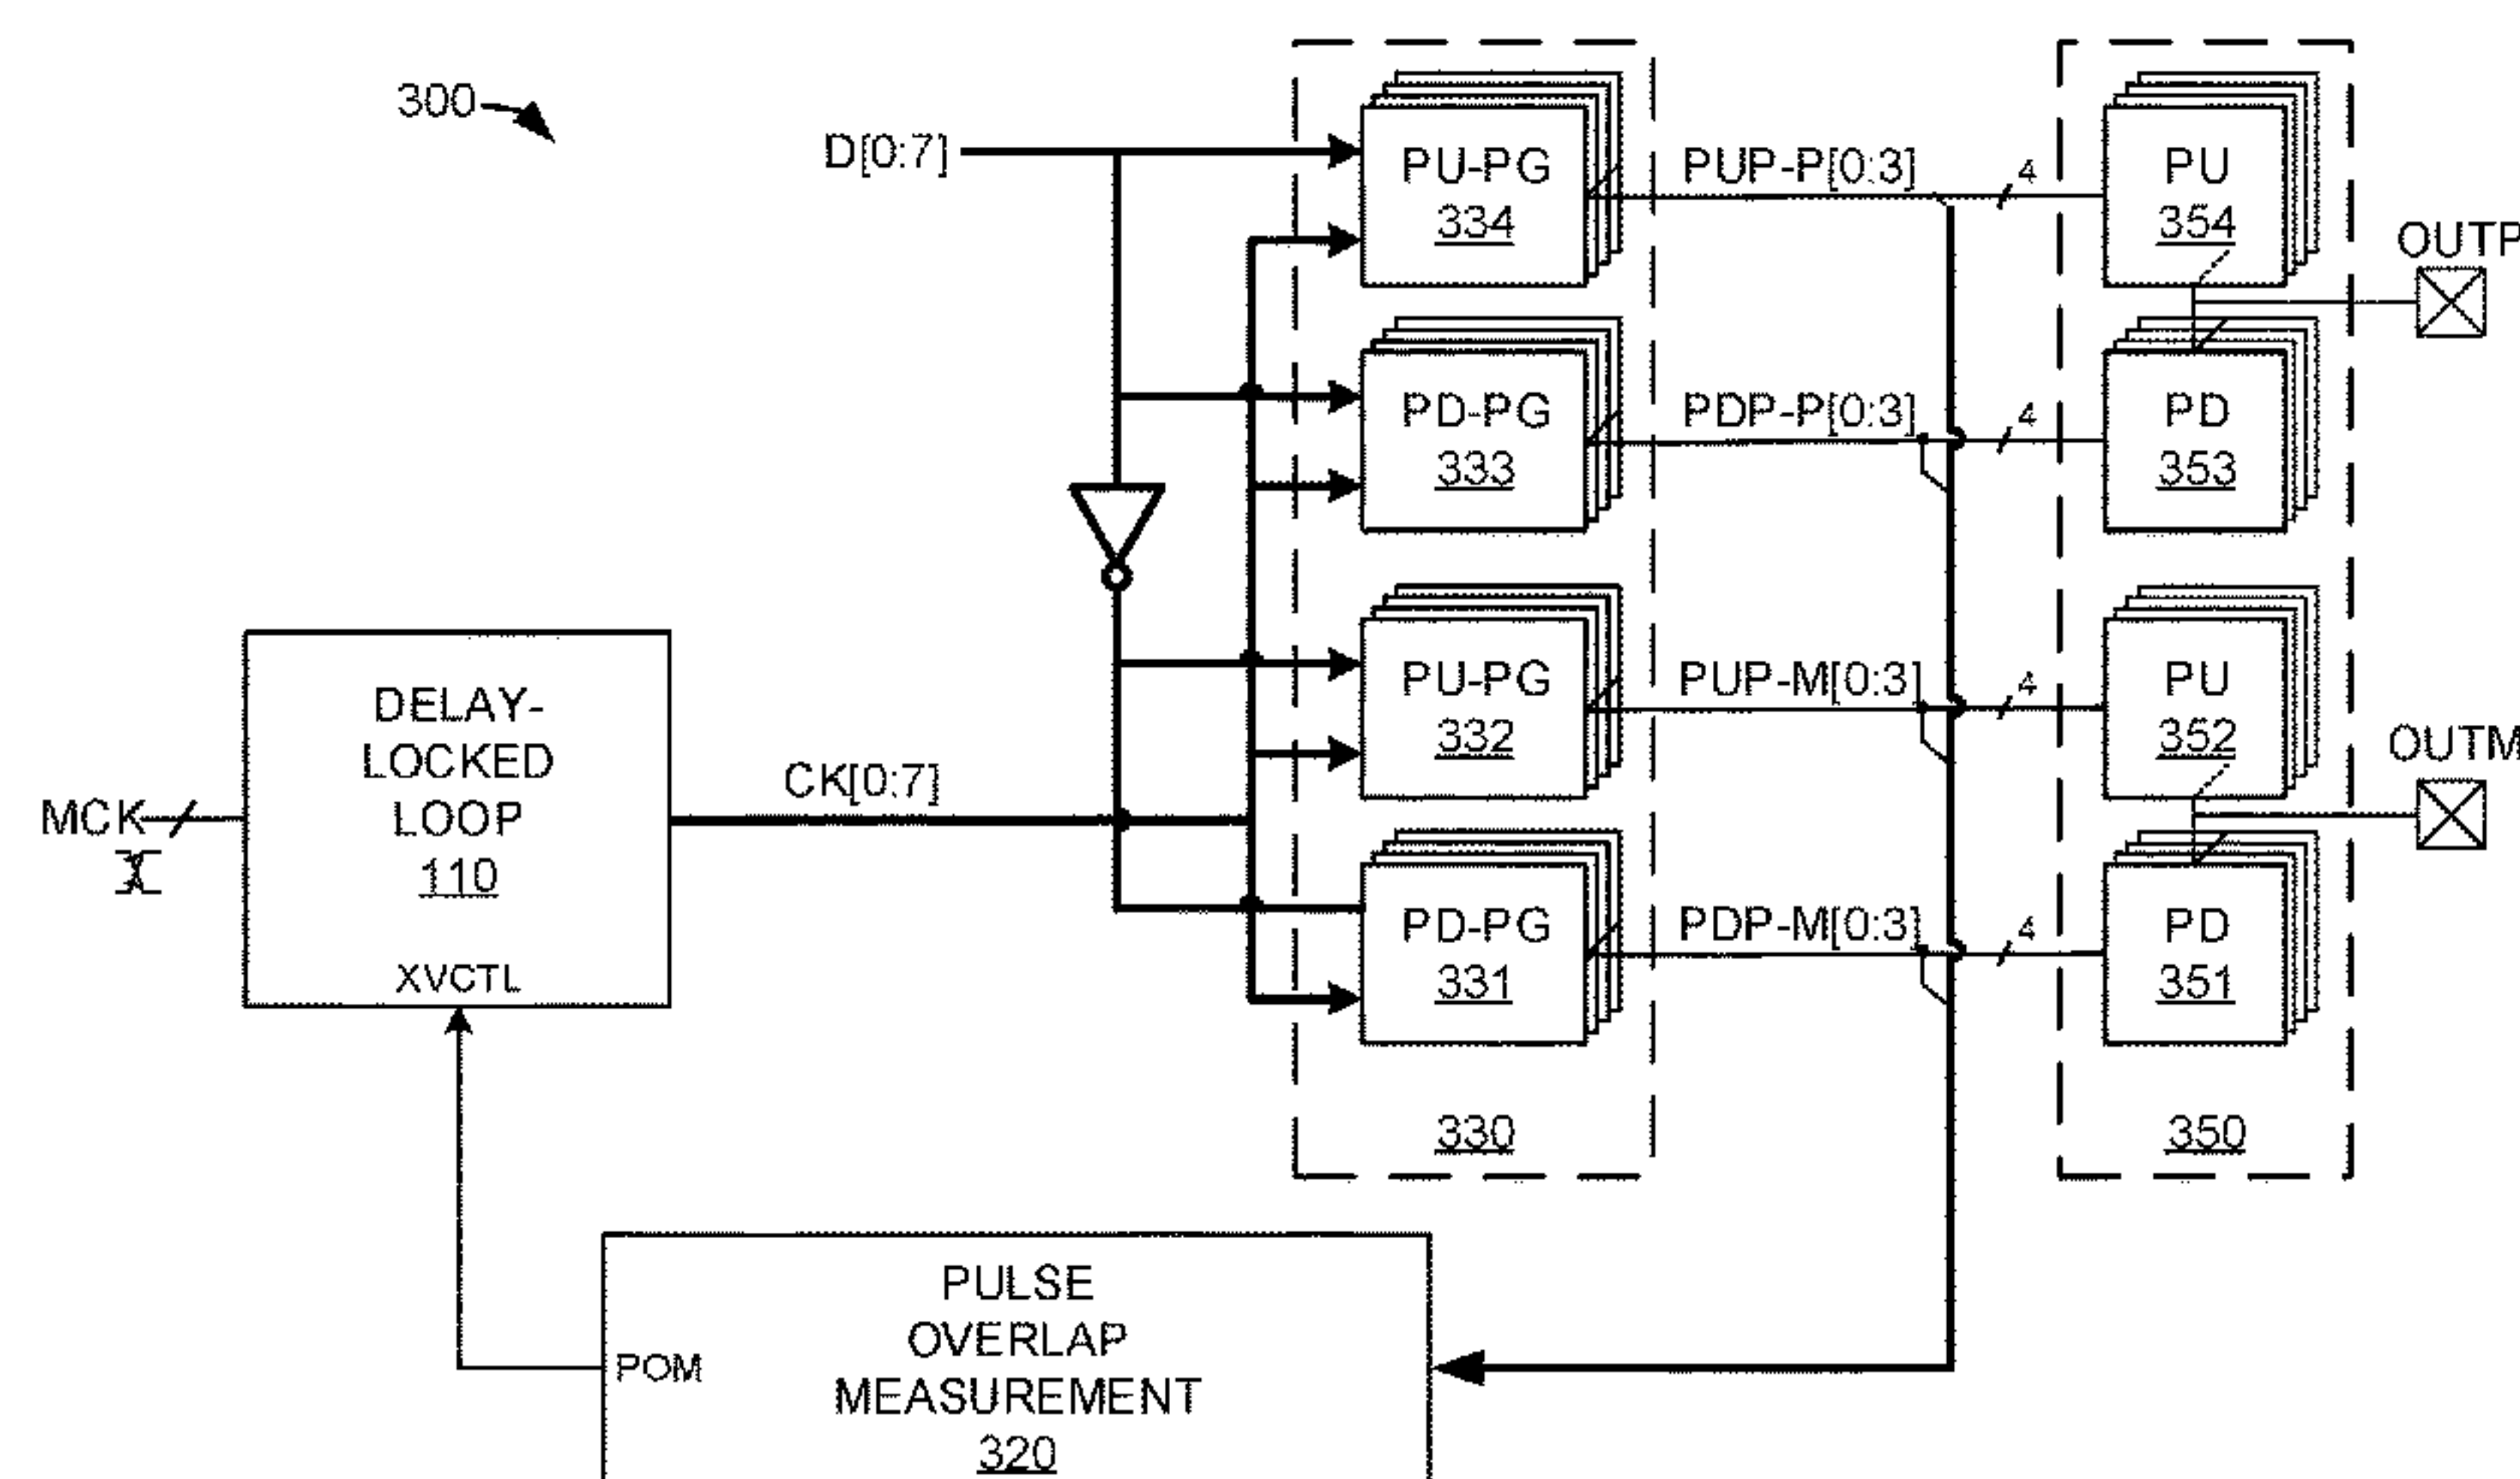 300
D[0:7]
PU-PG
334
PUP-P[0:3]
4
PU
354
OUTP
PD-PG
333
PDP-P[0:3]
4
PD
353
PU-PG
332
PUP-M[0:3]
4
PU
352
OUTM
DELAY-
LOCKED
LOOP
110
XVCTL
MCK
CK[0:7]
PD-PG
331
PDP-M[0:3]
4
PD
351
330
350
PULSE
OVERLAP
MEASUREMENT
320
POM